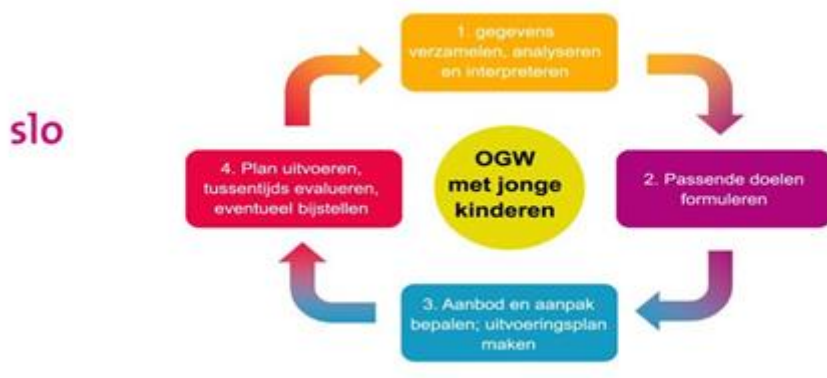 slo
1. gegevens
verzamelen, analyseren
en interpreteren
2. Passende doelen
formuleren
3. Aanbod en aanpak
bepalen; uitvoeringsplan
maken
4. Plan uitvoeren,
tussentijds evalueren,
eventueel bijstellen
OGW
met jonge
kinderen